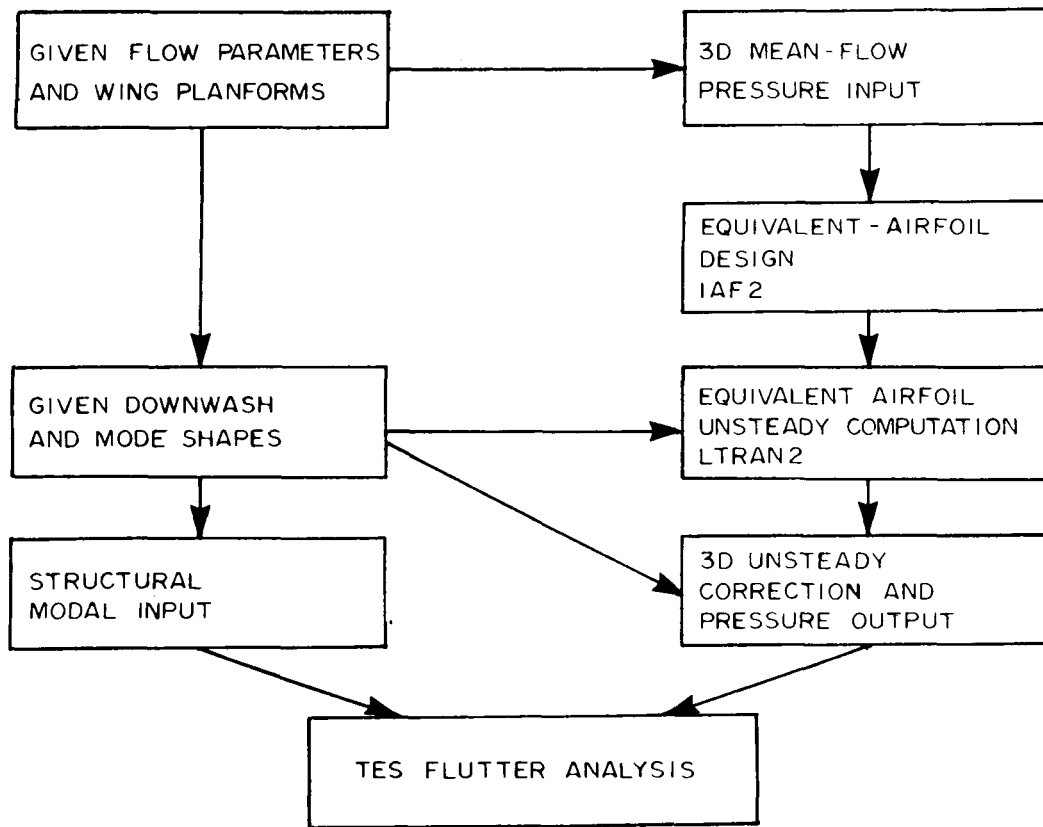 GIVEN FLOW PARAMETERS
AND WING PLANFORMS
3D MEAN-FLOW
PRESSURE INPUT
EQUIVALENT-AIRFOIL
DESIGN
IAF2
GIVEN DOWNWASH
AND MODE SHAPES
EQUIVALENT AIRFOIL
UNSTEADY COMPUTATION
LTRAN2
STRUCTURAL
MODAL INPUT
3D UNSTEADY
CORRECTION AND
PRESSURE OUTPUT
TES FLUTTER ANALYSIS